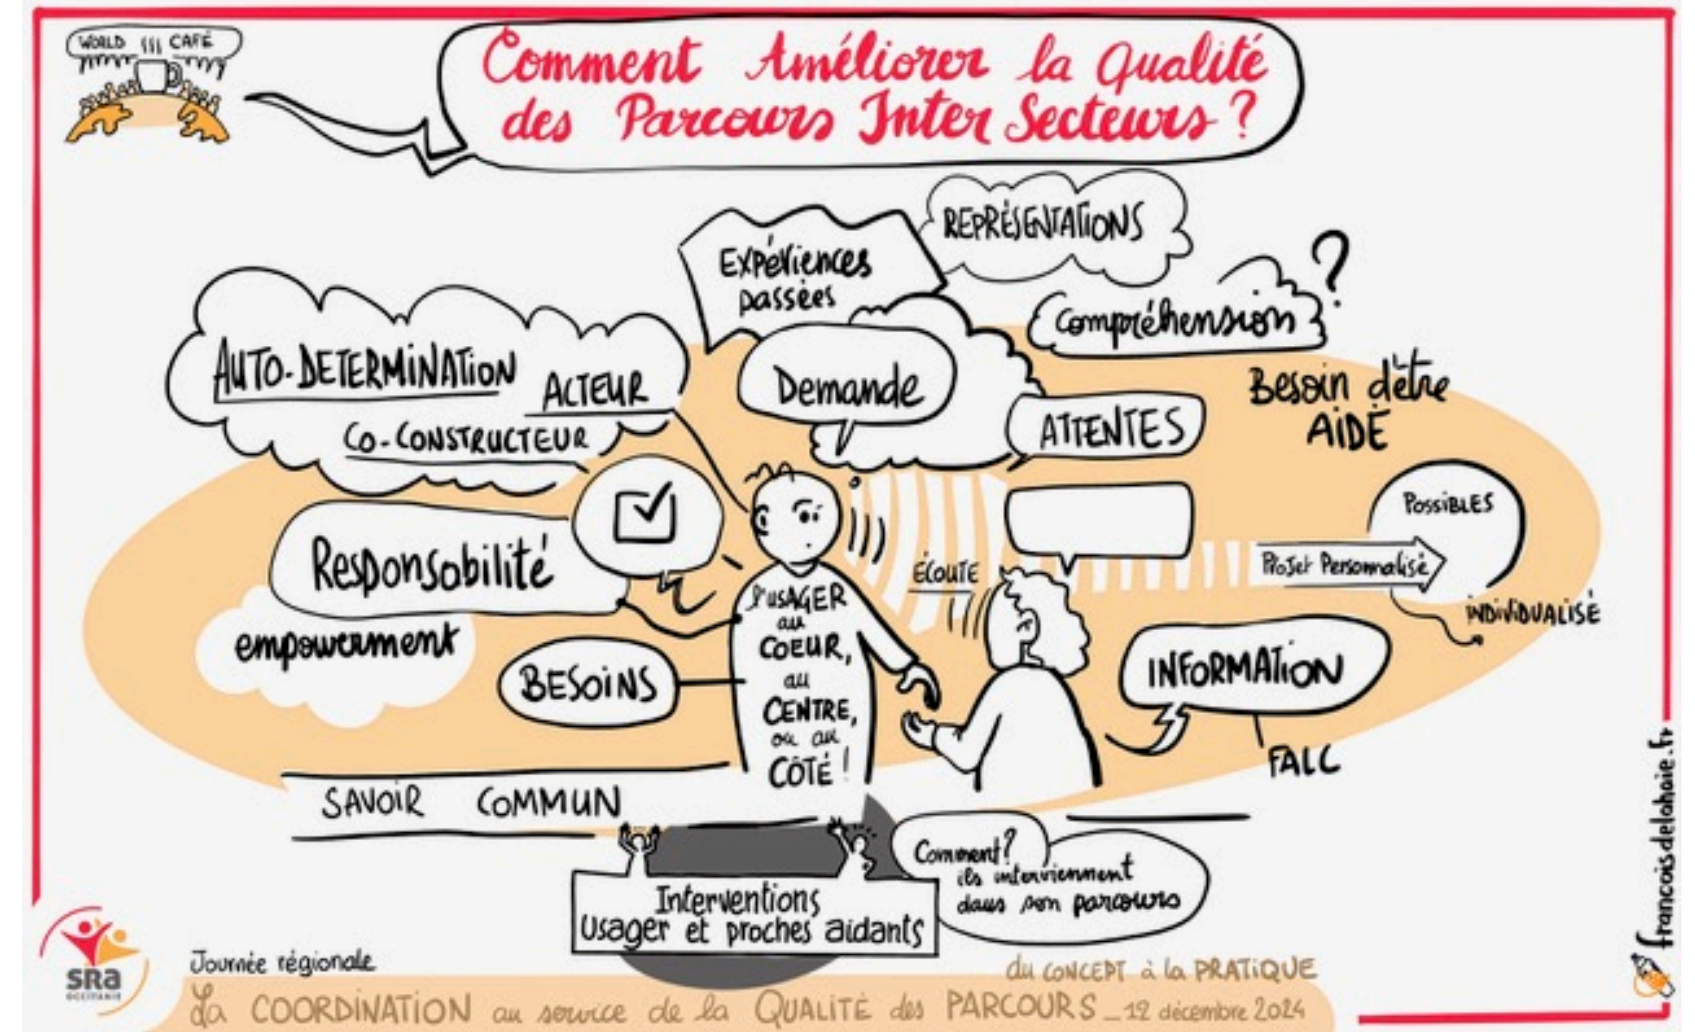 WORLD CAFÉ
Comment Améliorer la Qualité
des Parcours Inter Secteurs ?
REPRÉSENTATIONS
EXPÉRIENCES
passées
?
Compréhension
AUTO-DETERMINATION
ACTEUR
CO-CONSTRUCTEUR
Demande
ATTENTES
Besoin d'être
AIDÉ
POSSIBLES
Responsabilité
ÉCOUTE
Projet Personnalisé
INDIVIDUALISÉ
empowerment
BESOINS
l'USAGER
au
COEUR,
au
CENTRE,
ou au
CÔTÉ !
INFORMATION
FALC
SAVOIR COMMUN
Comment?
ils interviennent
dans son parcours
Interventions
Usager et proches aidants
francoisdelahaie.fr
SRA
OCCITANIE
Journée régionale
du CONCEPT à la PRATIQUE
La COORDINATION au service de la QUALITÉ des PARCOURS _ 12 décembre 2024